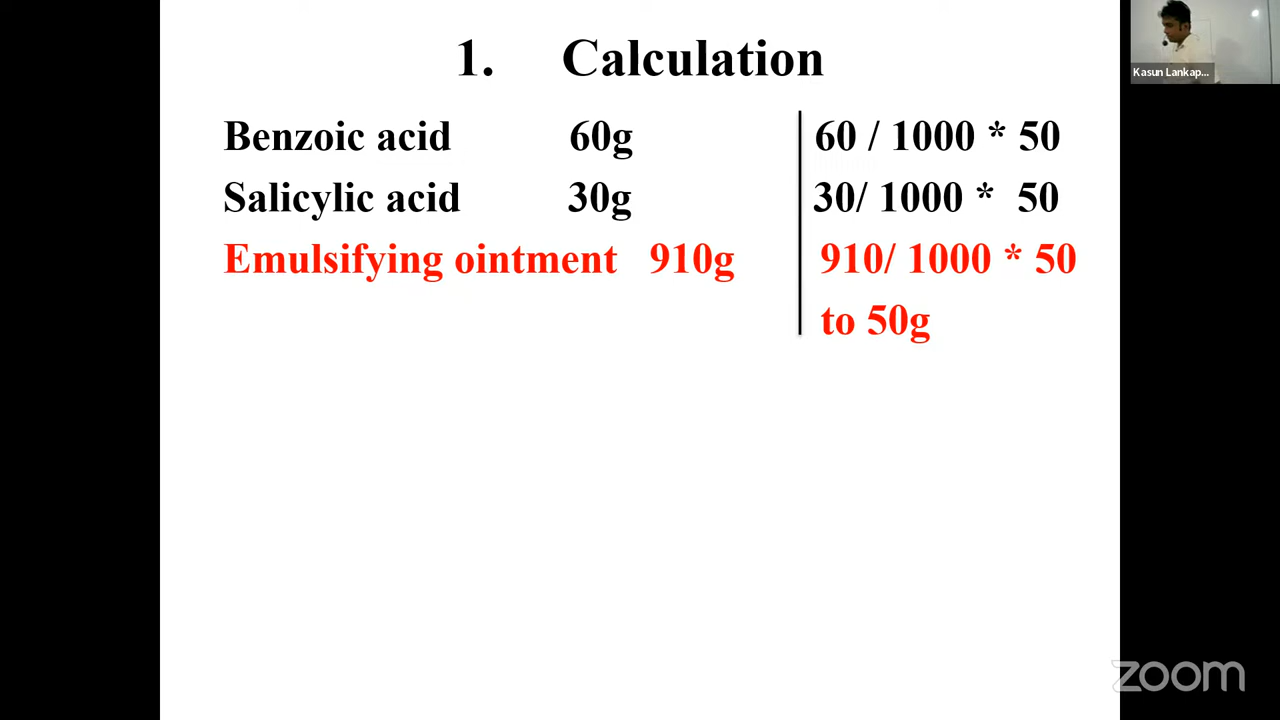 1. Calculation
Benzoic acid 60g 60 / 1000 * 50
Salicylic acid 30g 30/ 1000 * 50
Emulsifying ointment 910g 910/ 1000 * 50
to 50g
Kasun Lankap...
zoom